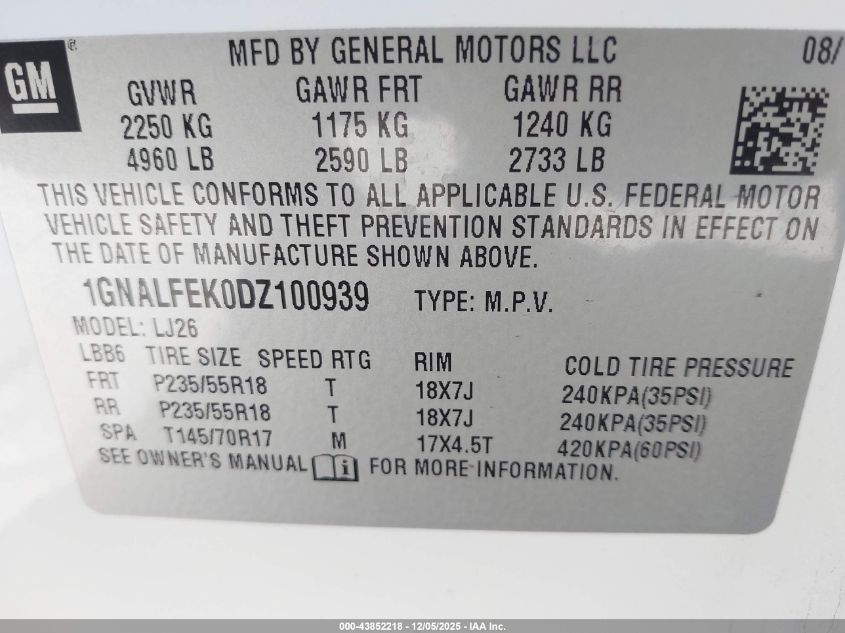 GM
MFD BY GENERAL MOTORS LLC 08/
GVWR GAWR FRT GAWR RR
2250 KG 1175 KG 1240 KG
4960 LB 2590 LB 2733 LB
THIS VEHICLE CONFORMS TO ALL APPLICABLE U.S. FEDERAL MOTOR
VEHICLE SAFETY AND THEFT PREVENTION STANDARDS IN EFFECT ON
THE DATE OF MANUFACTURE SHOWN ABOVE.
1GNALFEK0DZ100939 TYPE: M.P.V.
MODEL: LJ26
LBB6 TIRE SIZE SPEED RTG RIM COLD TIRE PRESSURE
FRT P235/55R18 T 18X7J 240KPA(35PSI)
RR P235/55R18 T 18X7J 240KPA(35PSI)
SPA T145/70R17 M 17X4.5T 420KPA(60PSI)
SEE OWNER'S MANUAL i FOR MORE INFORMATION.
000-43852218 - 12/05/2025 - IAA Inc.